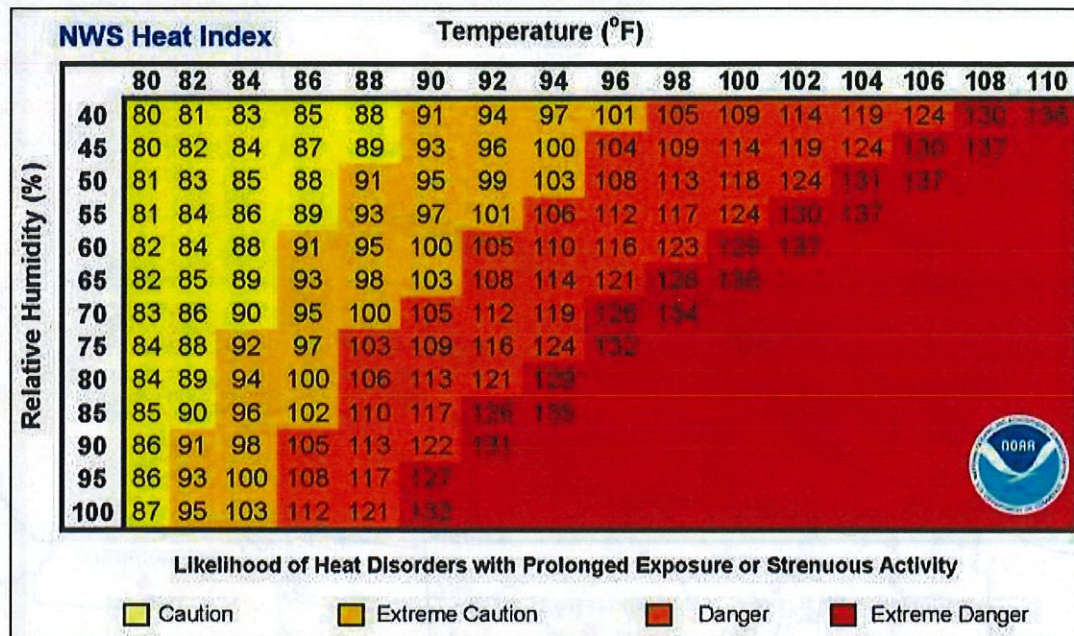 NWS Heat Index Temperature (°F)
80 82 84 86 88 90 92 94 96 98 100 102 104 106 108 110
Relative Humidity (%)
40 80 81 83 85 88 91 94 97 101 105 109 114 119 124 130 136
45 80 82 84 87 89 93 96 100 104 109 114 119 124 130 137
50 81 83 85 88 91 95 99 103 108 113 118 124 131 137
55 81 84 86 89 93 97 101 106 112 117 124 130 137
60 82 84 88 91 95 100 105 110 116 123 129 137
65 82 85 89 93 98 103 108 114 121 128 136
70 83 86 90 95 100 105 112 119 126 134
75 84 88 92 97 103 109 116 124 132
80 84 89 94 100 106 113 121 129
85 85 90 96 102 110 117 126 135
90 86 91 98 105 113 122 131
95 86 93 100 108 117 127
100 87 95 103 112 121 132
NOAA
Likelihood of Heat Disorders with Prolonged Exposure or Strenuous Activity
Caution Extreme Caution Danger Extreme Danger